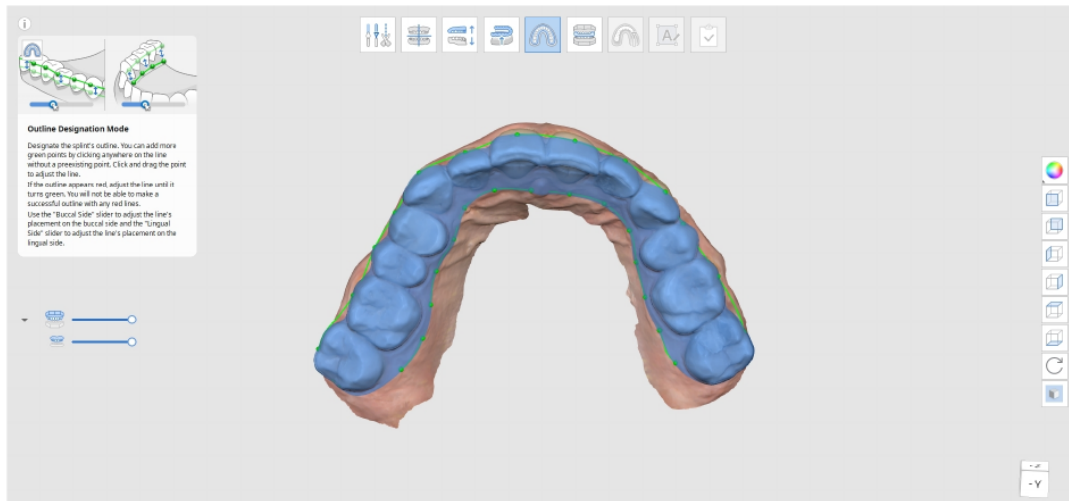 Outline Designation Mode
Designate the splint's outline. You can add more
green points by clicking anywhere on the line
without a preexisting point. Click and drag the point
to adjust the line.
If the outline appears red, adjust the line until it
turns green. You will not be able to make a
successful outline with any red lines.
Use the "Buccal Side" slider to adjust the line's
placement on the buccal side and the "Lingual
Side" slider to adjust the line's placement on the
lingual side.
- Y